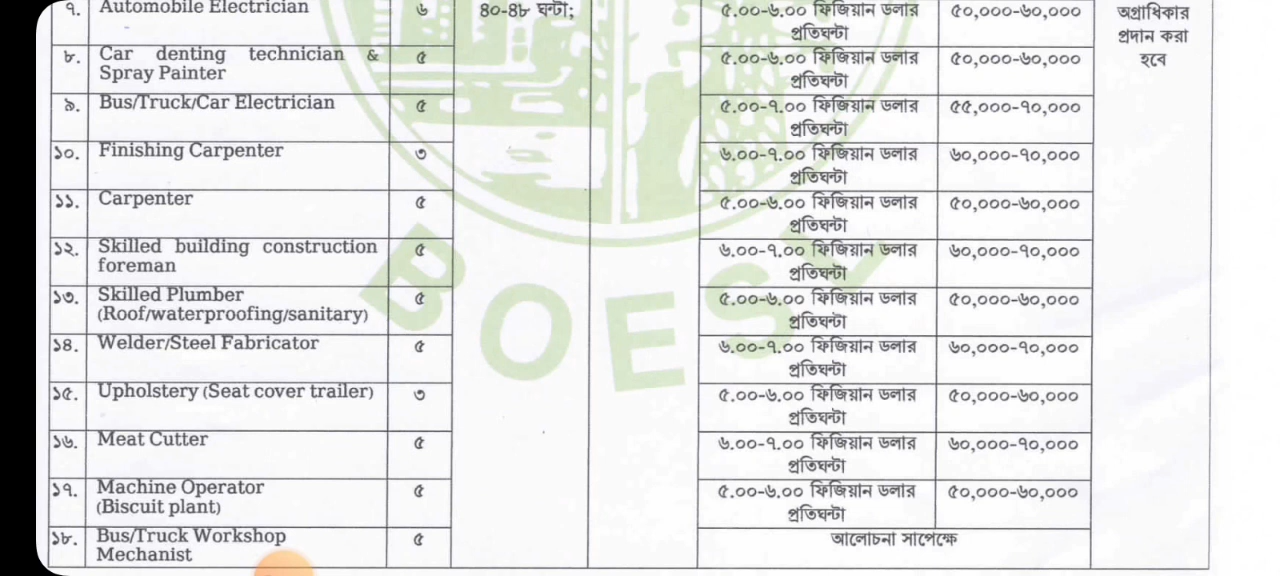 ৭. Automobile Electrician ৬ ৪০-৪৮ ঘন্টা; ৫.০০-৬.০০ ফিজিয়ান ডলার প্রতিঘন্টা ৫০,০০০-৬০,০০০ অগ্রাধিকার
প্রদান করা
হবে
৮. Car denting technician &
Spray Painter ৫ ৫.০০-৬.০০ ফিজিয়ান ডলার
প্রতিঘন্টা ৫০,০০০-৬০,০০০
৯. Bus/Truck/Car Electrician ৫ ৫.০০-৭.০০ ফিজিয়ান ডলার
প্রতিঘন্টা ৫৫,০০০-৭০,০০০
১০. Finishing Carpenter ৩ ৬.০০-৭.০০ ফিজিয়ান ডলার
প্রতিঘন্টা ৬০,০০০-৭০,০০০
১১. Carpenter ৫ ৫.০০-৬.০০ ফিজিয়ান ডলার
প্রতিঘন্টা ৫০,০০০-৬০,০০০
১২. Skilled building construction
foreman ৫ ৬.০০-৭.০০ ফিজিয়ান ডলার
প্রতিঘন্টা ৬০,০০০-৭০,০০০
১৩. Skilled Plumber
(Roof/waterproofing/sanitary) ৫ ৫.০০-৬.০০ ফিজিয়ান ডলার
প্রতিঘন্টা ৫০,০০০-৬০,০০০
১৪. Welder/Steel Fabricator ৫ ৬.০০-৭.০০ ফিজিয়ান ডলার
প্রতিঘন্টা ৬০,০০০-৭০,০০০
১৫. Upholstery (Seat cover trailer) ৩ ৫.০০-৬.০০ ফিজিয়ান ডলার
প্রতিঘন্টা ৫০,০০০-৬০,০০০
১৬. Meat Cutter ৫ ৬.০০-৭.০০ ফিজিয়ান ডলার
প্রতিঘন্টা ৬০,০০০-৭০,০০০
১৭. Machine Operator
(Biscuit plant) ৫ ৫.০০-৬.০০ ফিজিয়ান ডলার
প্রতিঘন্টা ৫০,০০০-৬০,০০০
১৮. Bus/Truck Workshop
Mechanist ৫ আলোচনা সাপেক্ষে
BOESL